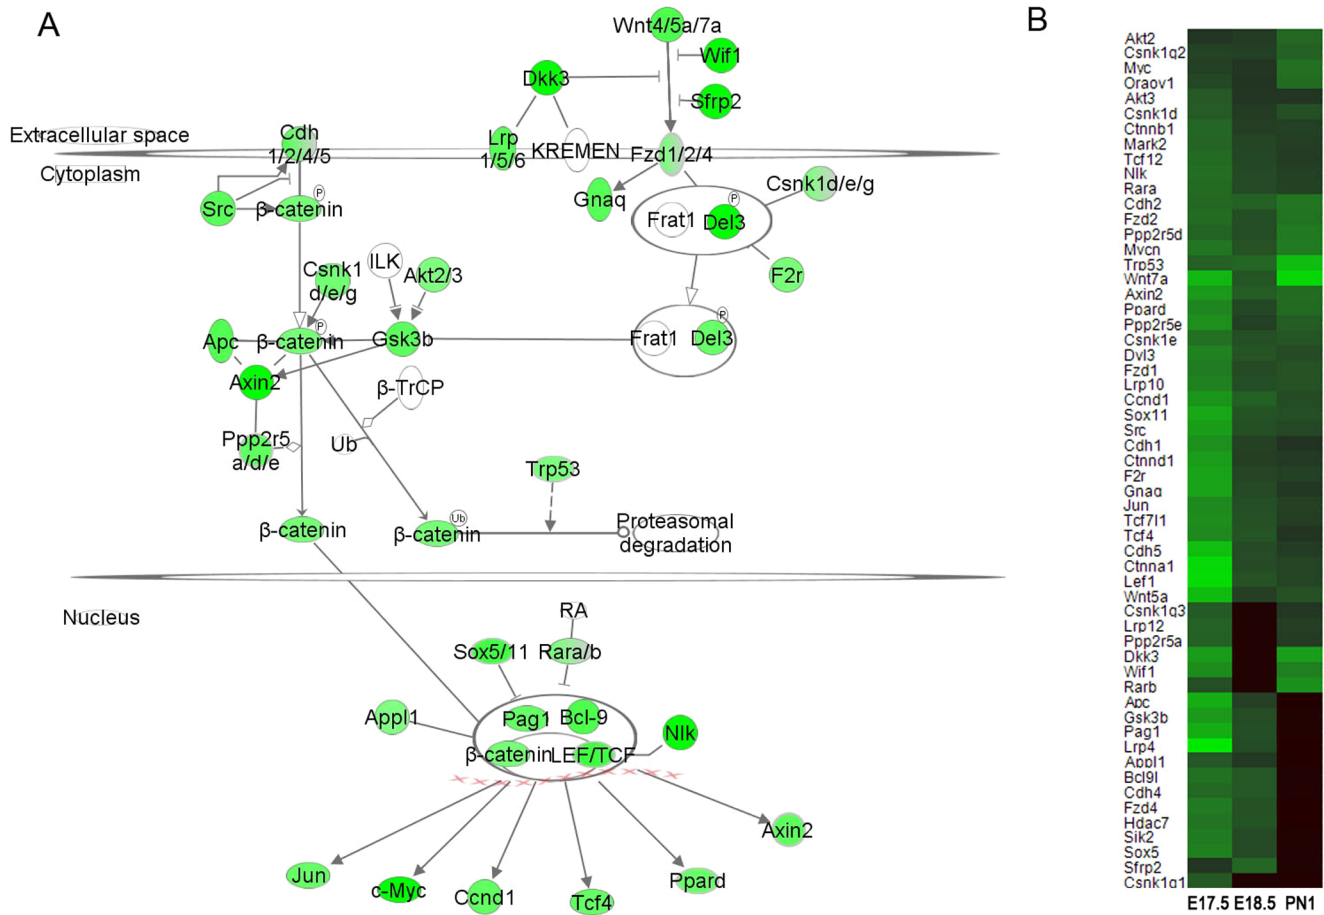 A
B
Wnt4/5a/7a
Wif1
Dkk3
Sfrp2
Extracellular space
Cdh
1/2/4/5
Lrp
1/5/6
KREMEN
Fzd1/2/4
Cytoplasm
Src
P
β-catenin
Gnaq
Csnk1d/e/g
P
Frat1
Del3
Csnk1
d/e/g
ILK
Akt2/3
F2r
Apc
P
β-catenin
Gsk3b
Frat1
P
Del3
Axin2
β-TrCP
Ppp2r5
a/d/e
Ub
Trp53
β-catenin
Ub
β-catenin
Proteasomal
degradation
Nucleus
RA
Sox5/11
Rara/b
Appl1
Pag1
Bcl-9
Nlk
β-catenin
LEF/TCF
Axin2
Jun
c-Myc
Ccnd1
Tcf4
Ppard
Akt2
Csnk1g2
Myc
Oraov1
Akt3
Csnk1d
Ctnnb1
Mark2
Tcf12
Nlk
Rara
Cdh2
Fzd2
Ppp2r5d
Mycn
Trp53
Wnt7a
Axin2
Ppard
Ppp2r5e
Csnk1e
Dvl3
Fzd1
Lrp10
Ccnd1
Sox11
Src
Cdh1
Ctnnd1
F2r
Gnaq
Jun
Tcf7l1
Tcf4
Cdh5
Ctnna1
Lef1
Wnt5a
Csnk1g3
Lrp12
Ppp2r5a
Dkk3
Wif1
Rarb
Apc
Gsk3b
Pag1
Lrp4
Appl1
Bcl9l
Cdh4
Fzd4
Hdac7
Sik2
Sox5
Sfrp2
Csnk1g1
E17.5 E18.5 PN1